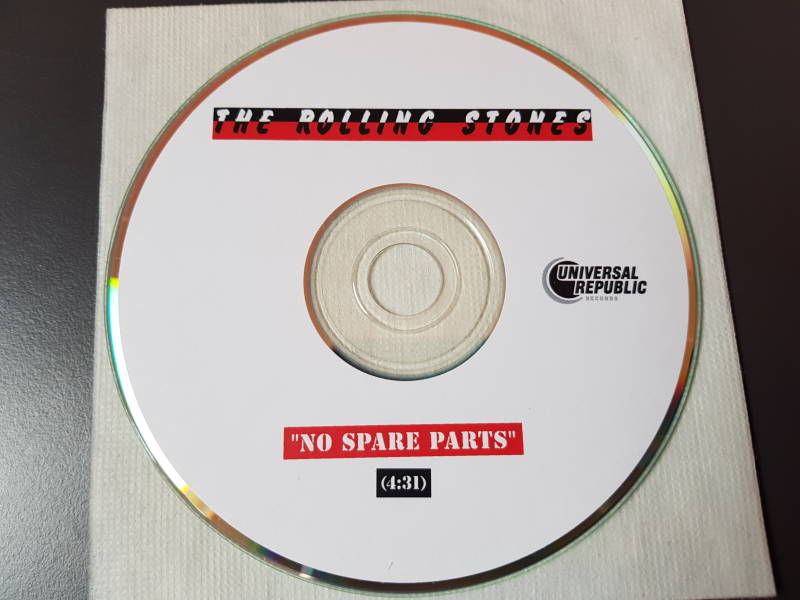 THE ROLLING STONES
UNIVERSAL
REPUBLIC
RECORDS
"NO SPARE PARTS"
(4:31)